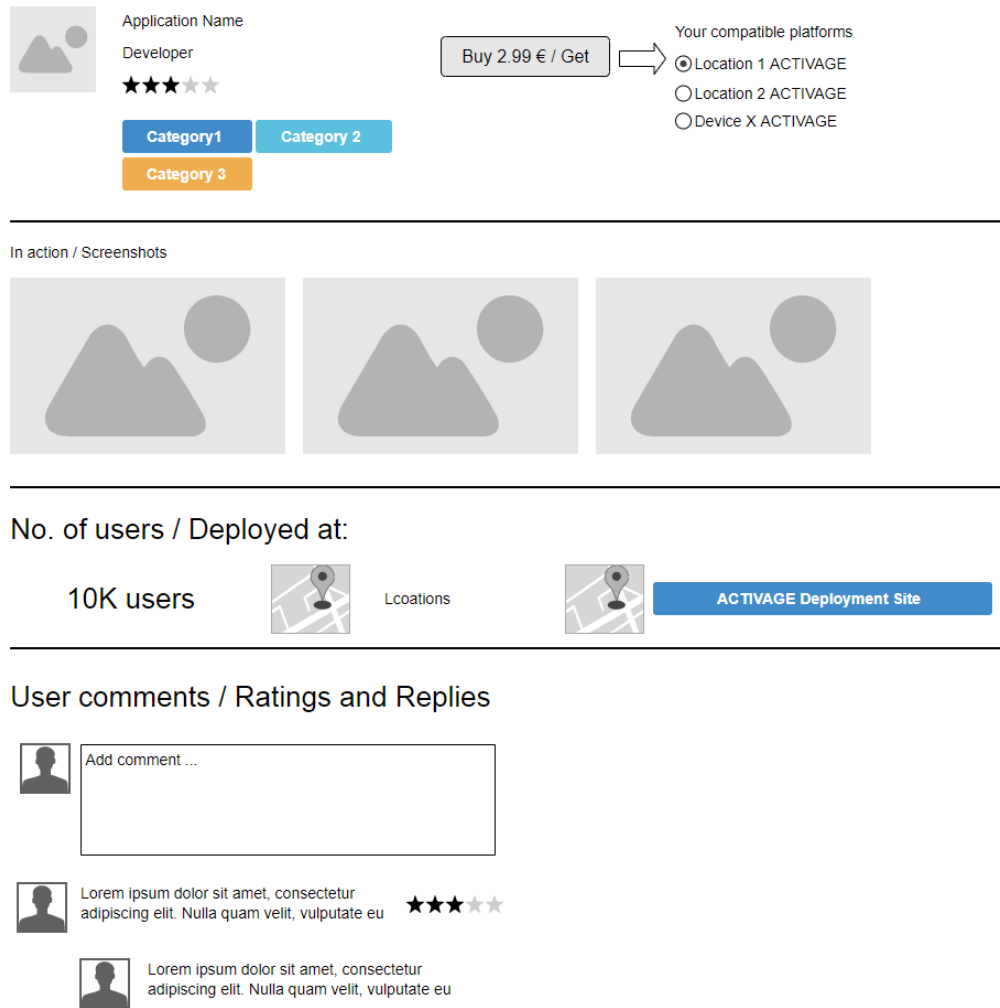 Application Name
Developer
Buy 2.99 € / Get
Your compatible platforms
Location 1 ACTIVAGE
Location 2 ACTIVAGE
Device X ACTIVAGE
Category1
Category 2
Category 3
In action / Screenshots
No. of users / Deployed at:
10K users
Lcoations
ACTIVAGE Deployment Site
User comments / Ratings and Replies
Add comment ...
Lorem ipsum dolor sit amet, consectetur
adipiscing elit. Nulla quam velit, vulputate eu
Lorem ipsum dolor sit amet, consectetur
adipiscing elit. Nulla quam velit, vulputate eu